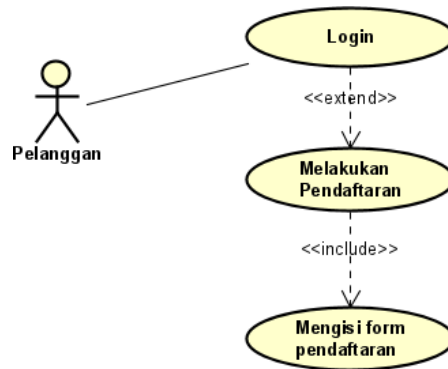 Login
<<extend>>
Pelanggan
Melakukan
Pendaftaran
<<include>>
Mengisi form
pendaftaran